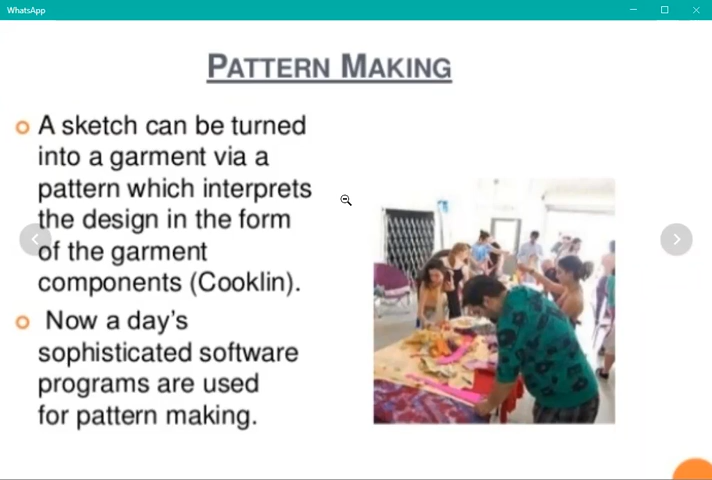 WhatsApp
PATTERN MAKING
A sketch can be turned
into a garment via a
pattern which interprets
the design in the form
of the garment
components (Cooklin).
Now a day's
sophisticated software
programs are used
for pattern making.